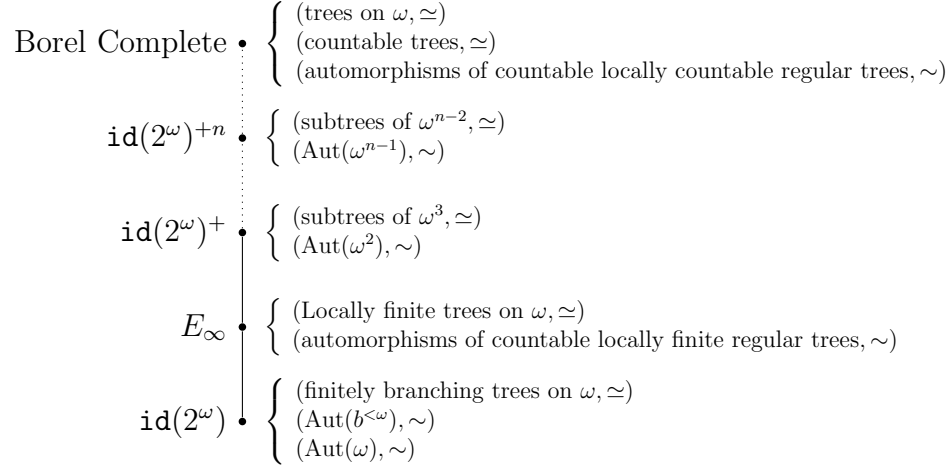 Borel Complete
(trees on ω, ≃)
(countable trees, ≃)
(automorphisms of countable locally countable regular trees, ∼)
id(2^ω)^{+n}
(subtrees of ω^{n−2}, ≃)
(Aut(ω^{n−1}), ∼)
id(2^ω)^+
(subtrees of ω^3, ≃)
(Aut(ω^2), ∼)
E_∞
(Locally finite trees on ω, ≃)
(automorphisms of countable locally finite regular trees, ∼)
id(2^ω)
(finitely branching trees on ω, ≃)
(Aut(b^{<ω}), ∼)
(Aut(ω), ∼)